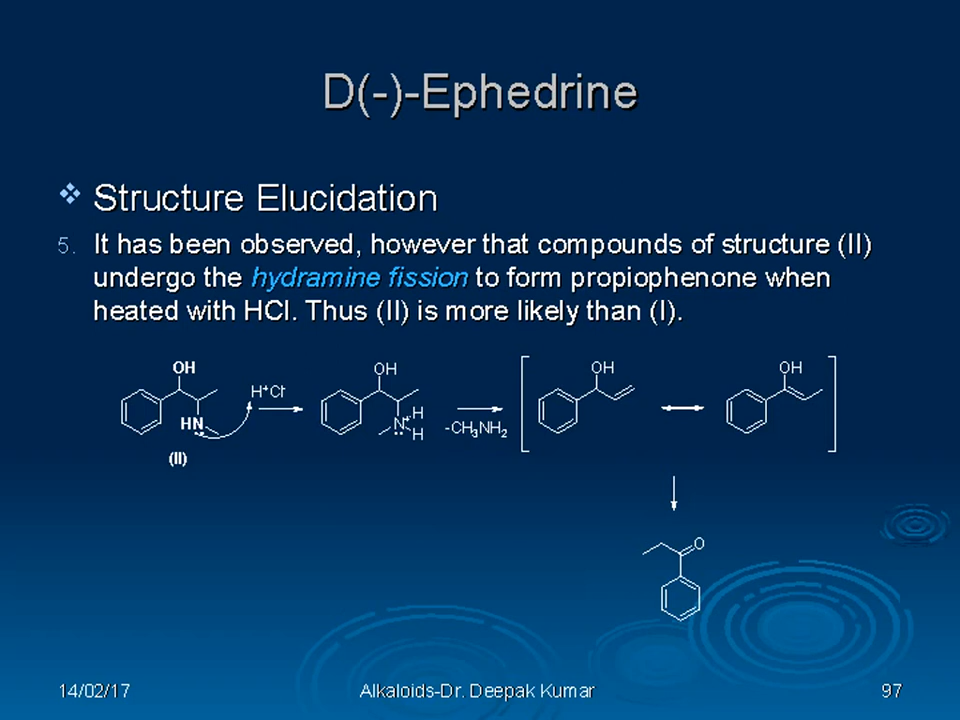 D(-)-Ephedrine
Structure Elucidation
5. It has been observed, however that compounds of structure (II)
undergo the hydramine fission to form propiophenone when
heated with HCl. Thus (II) is more likely than (I).
OH
H⁺Cl⁻
HN
(II)
OH
N⁺
H
H
-CH₃NH₂
OH
OH
O
14/02/17
Alkaloids-Dr. Deepak Kumar
97